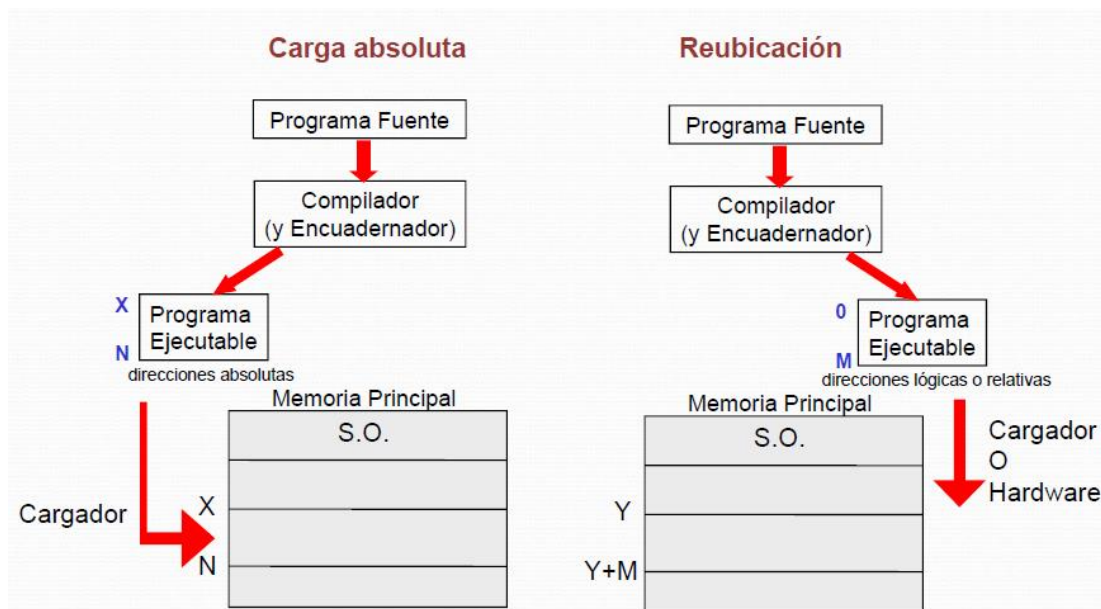 Carga absoluta
Programa Fuente
Compilador
(y Encuadernador)
X
Programa
Ejecutable
N
direcciones absolutas
Memoria Principal
S.O.
Cargador
X
N
Reubicación
Programa Fuente
Compilador
(y Encuadernador)
0
Programa
Ejecutable
M
direcciones lógicas o relativas
Memoria Principal
S.O.
Cargador
O
Hardware
Y
Y+M